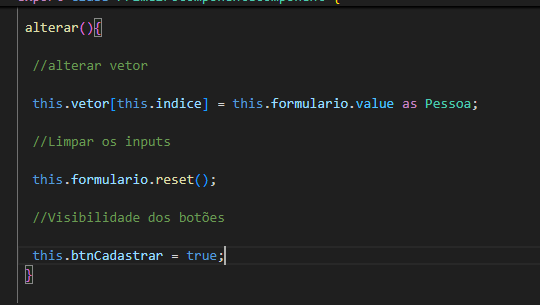 alterar(){
//alterar vetor
this.vetor[this.indice] = this.formulario.value as Pessoa;
//Limpar os inputs
this.formulario.reset();
//Visibilidade dos botões
this.btnCadastrar = true;
}